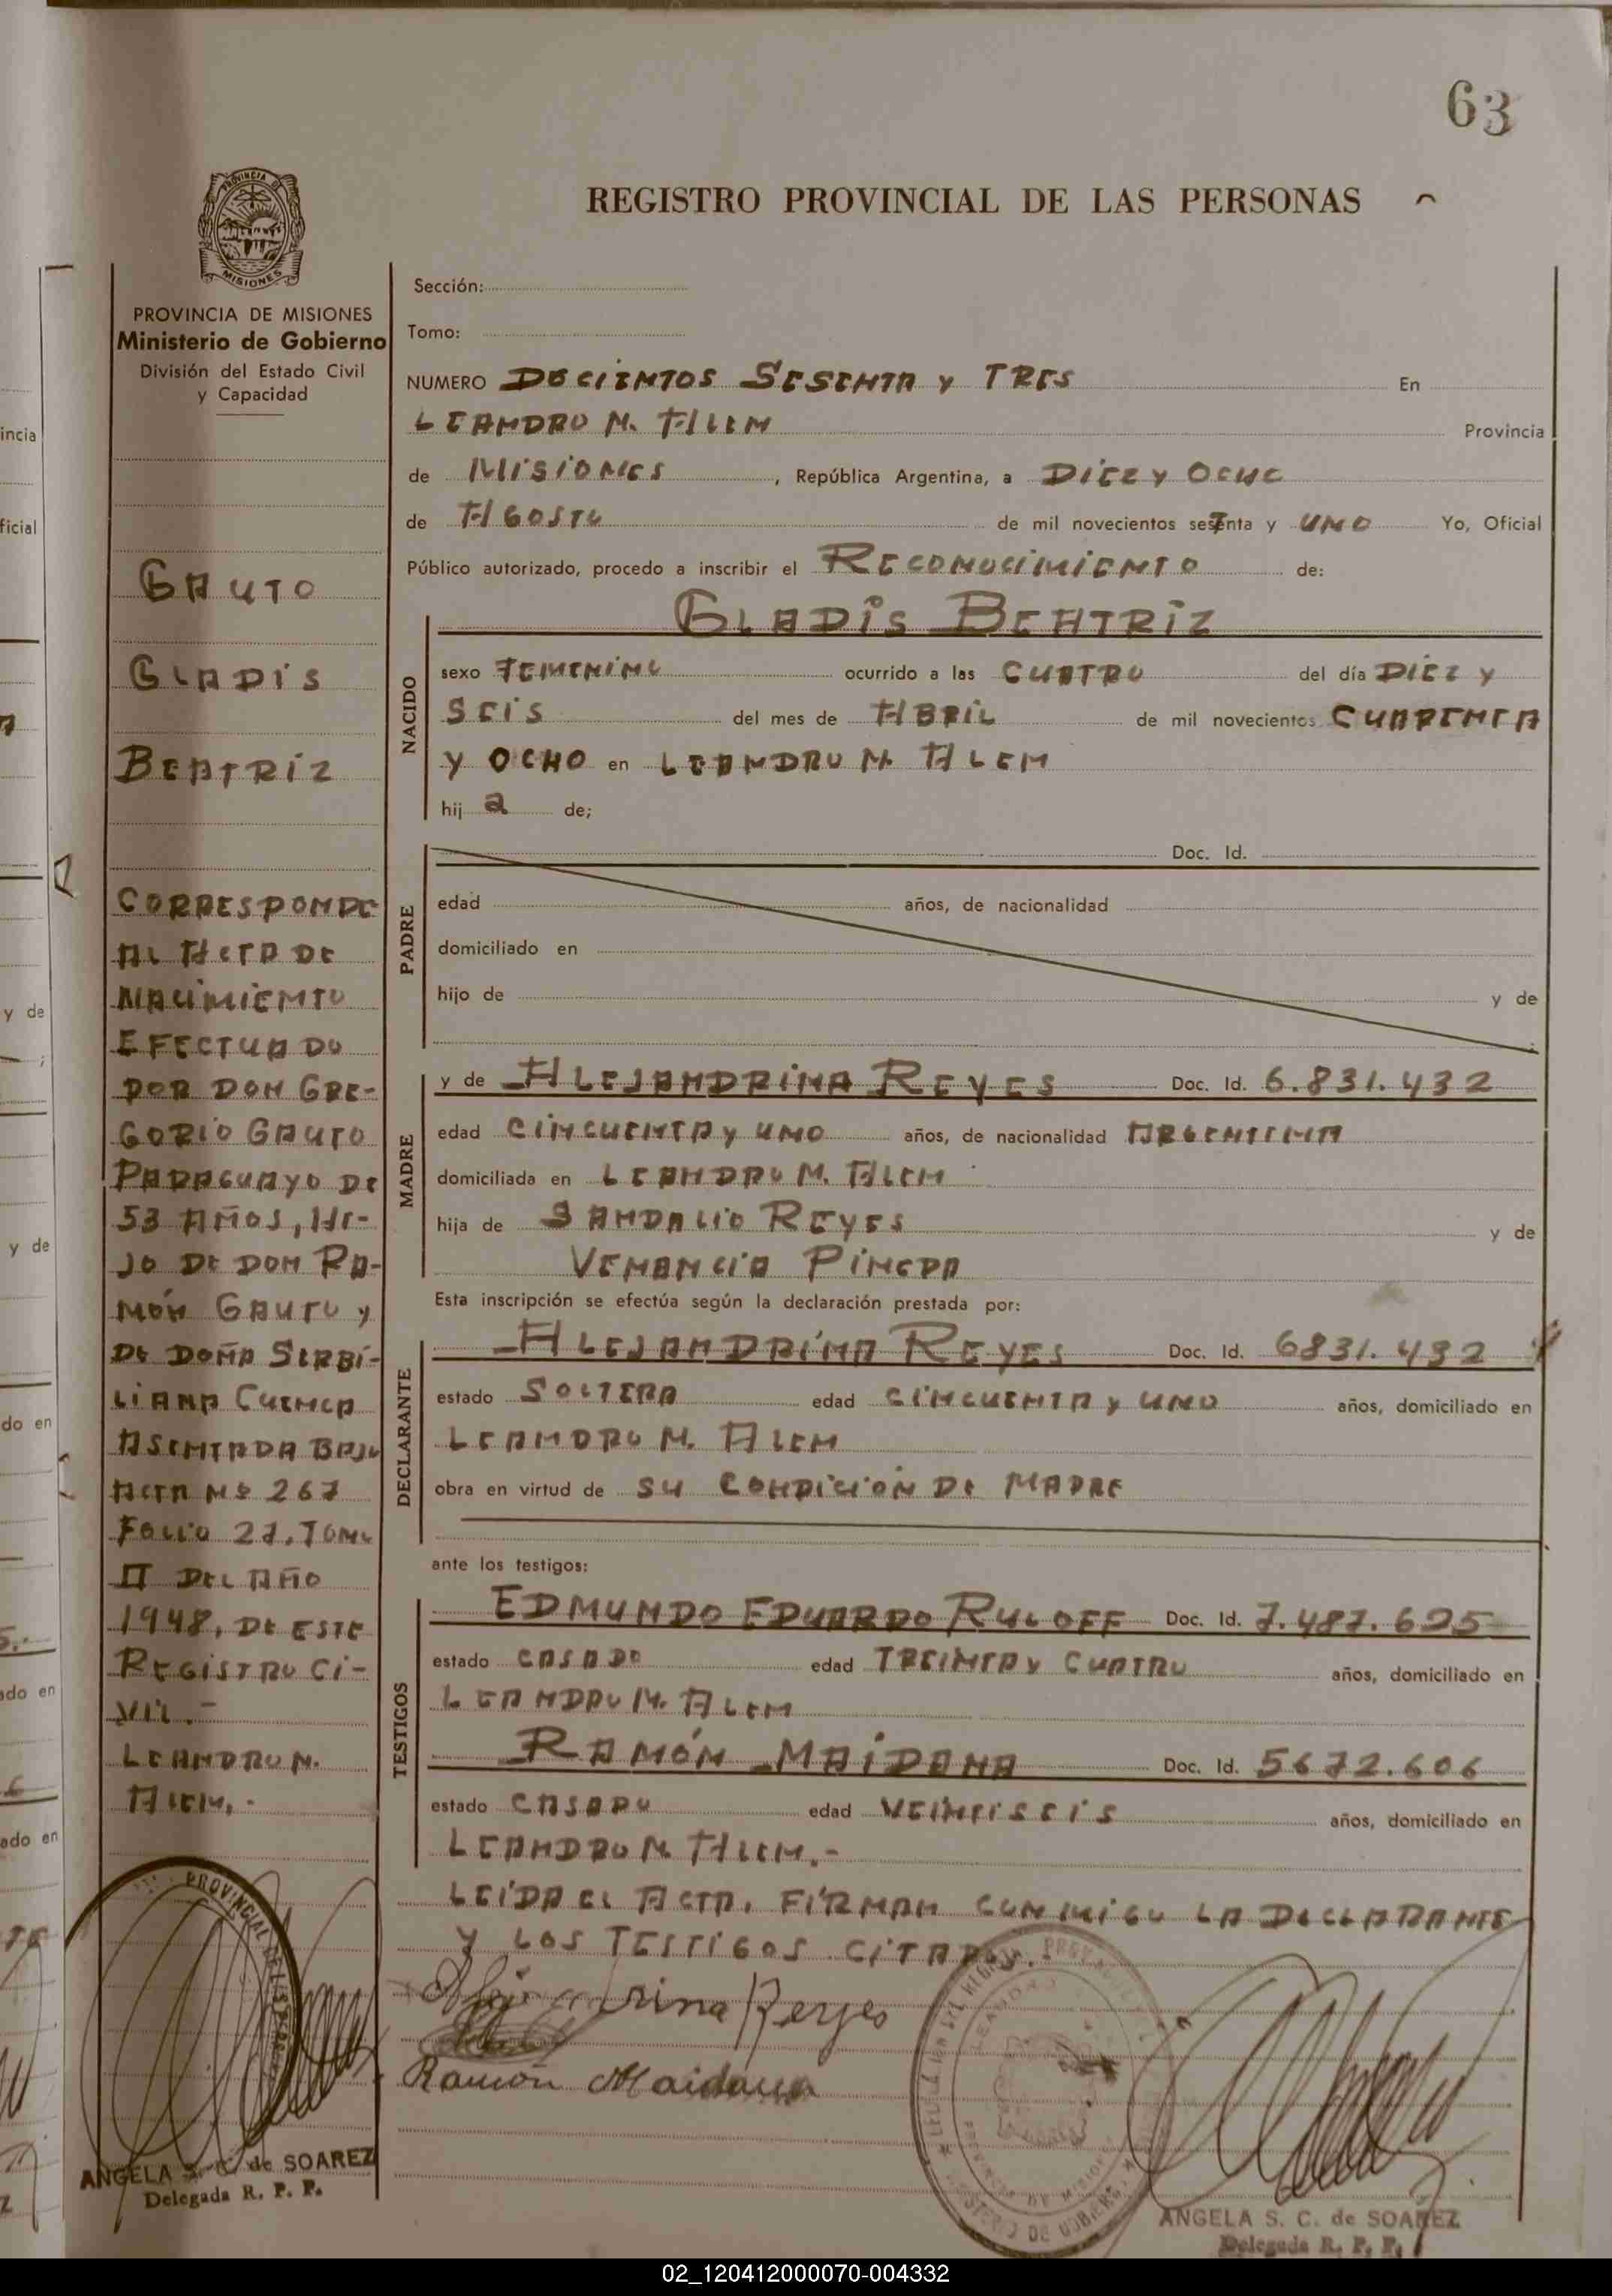 63
REGISTRO PROVINCIAL DE LAS PERSONAS
PROVINCIA DE MISIONES
PROVINCIA DE MISIONES
Ministerio de Gobierno
División del Estado Civil
y Capacidad
GAUTO
GLADIS
BEATRIZ
CORRESPONDE
AL ACTA DE
NACIMIENTO
EFECTUADO
POR DON GRE-
GORIO GAUTO
PARAGUAYO DE
53 AÑOS, HI-
JO DE DON RA-
MÓN GAUTO Y
DE DOÑA SERBI-
LIANA CUENCA
ASENTADA BAJO
ACTA Nº 267
FOLIO 27, TOMO
II DEL AÑO
1948, DE ESTE
REGISTRO CI-
VIL.-
LEANDRO N.
ALEM.-
PROVINCIAL DE
ANGELA S. C. de SOAREZ
Delegada R. P. P.
Sección:
Tomo:
NUMERO DOCIENTOS SESENTA Y TRES En
LEANDRO N. ALEM Provincia
de MISIONES, República Argentina, a DIEZ Y OCHO
de AGOSTO de mil novecientos setenta y UNO Yo, Oficial
Público autorizado, procedo a inscribir el RECONOCIMIENTO de:
NACIDO
GLADIS BEATRIZ
sexo FEMENINO ocurrido a las CUATRO del día DIEZ Y
SEIS del mes de ABRIL de mil novecientos CUARENTA
Y OCHO en LEANDRO N. ALEM
hij a de;
PADRE
Doc. Id.
edad años, de nacionalidad
domiciliado en
hijo de y de
MADRE
y de ALEJANDRINA REYES Doc. Id. 6.831.432
edad CINCUENTA Y UNO años, de nacionalidad ARGENTINA
domiciliada en LEANDRO N. ALEM
hija de SANDALIO REYES y de
VENANCIA PINEDA
Esta inscripción se efectúa según la declaración prestada por:
DECLARANTE
ALEJANDRINA REYES Doc. Id. 6831.432
estado SOLTERA edad CINCUENTA Y UNO años, domiciliado en
LEANDRO N. ALEM
obra en virtud de SU CONDICIÓN DE MADRE
ante los testigos:
TESTIGOS
EDMUNDO EDUARDO RULOFF Doc. Id. 7.487.625
estado CASADO edad TREINTA Y CUATRO años, domiciliado en
LEANDRO N. ALEM
RAMÓN MAIDANA Doc. Id. 5672.606
estado CASADO edad VEINTISEIS años, domiciliado en
LEANDRO N. ALEM.-
LEIDA EL ACTA, FIRMAN CONMIGO LA DECLARANTE
Y LOS TESTIGOS CITADOS.-
Alejandrina Reyes
Ramón Maidana
ANGELA S. C. de SOAREZ
Delegada R. P. P.
02_120412000070-004332